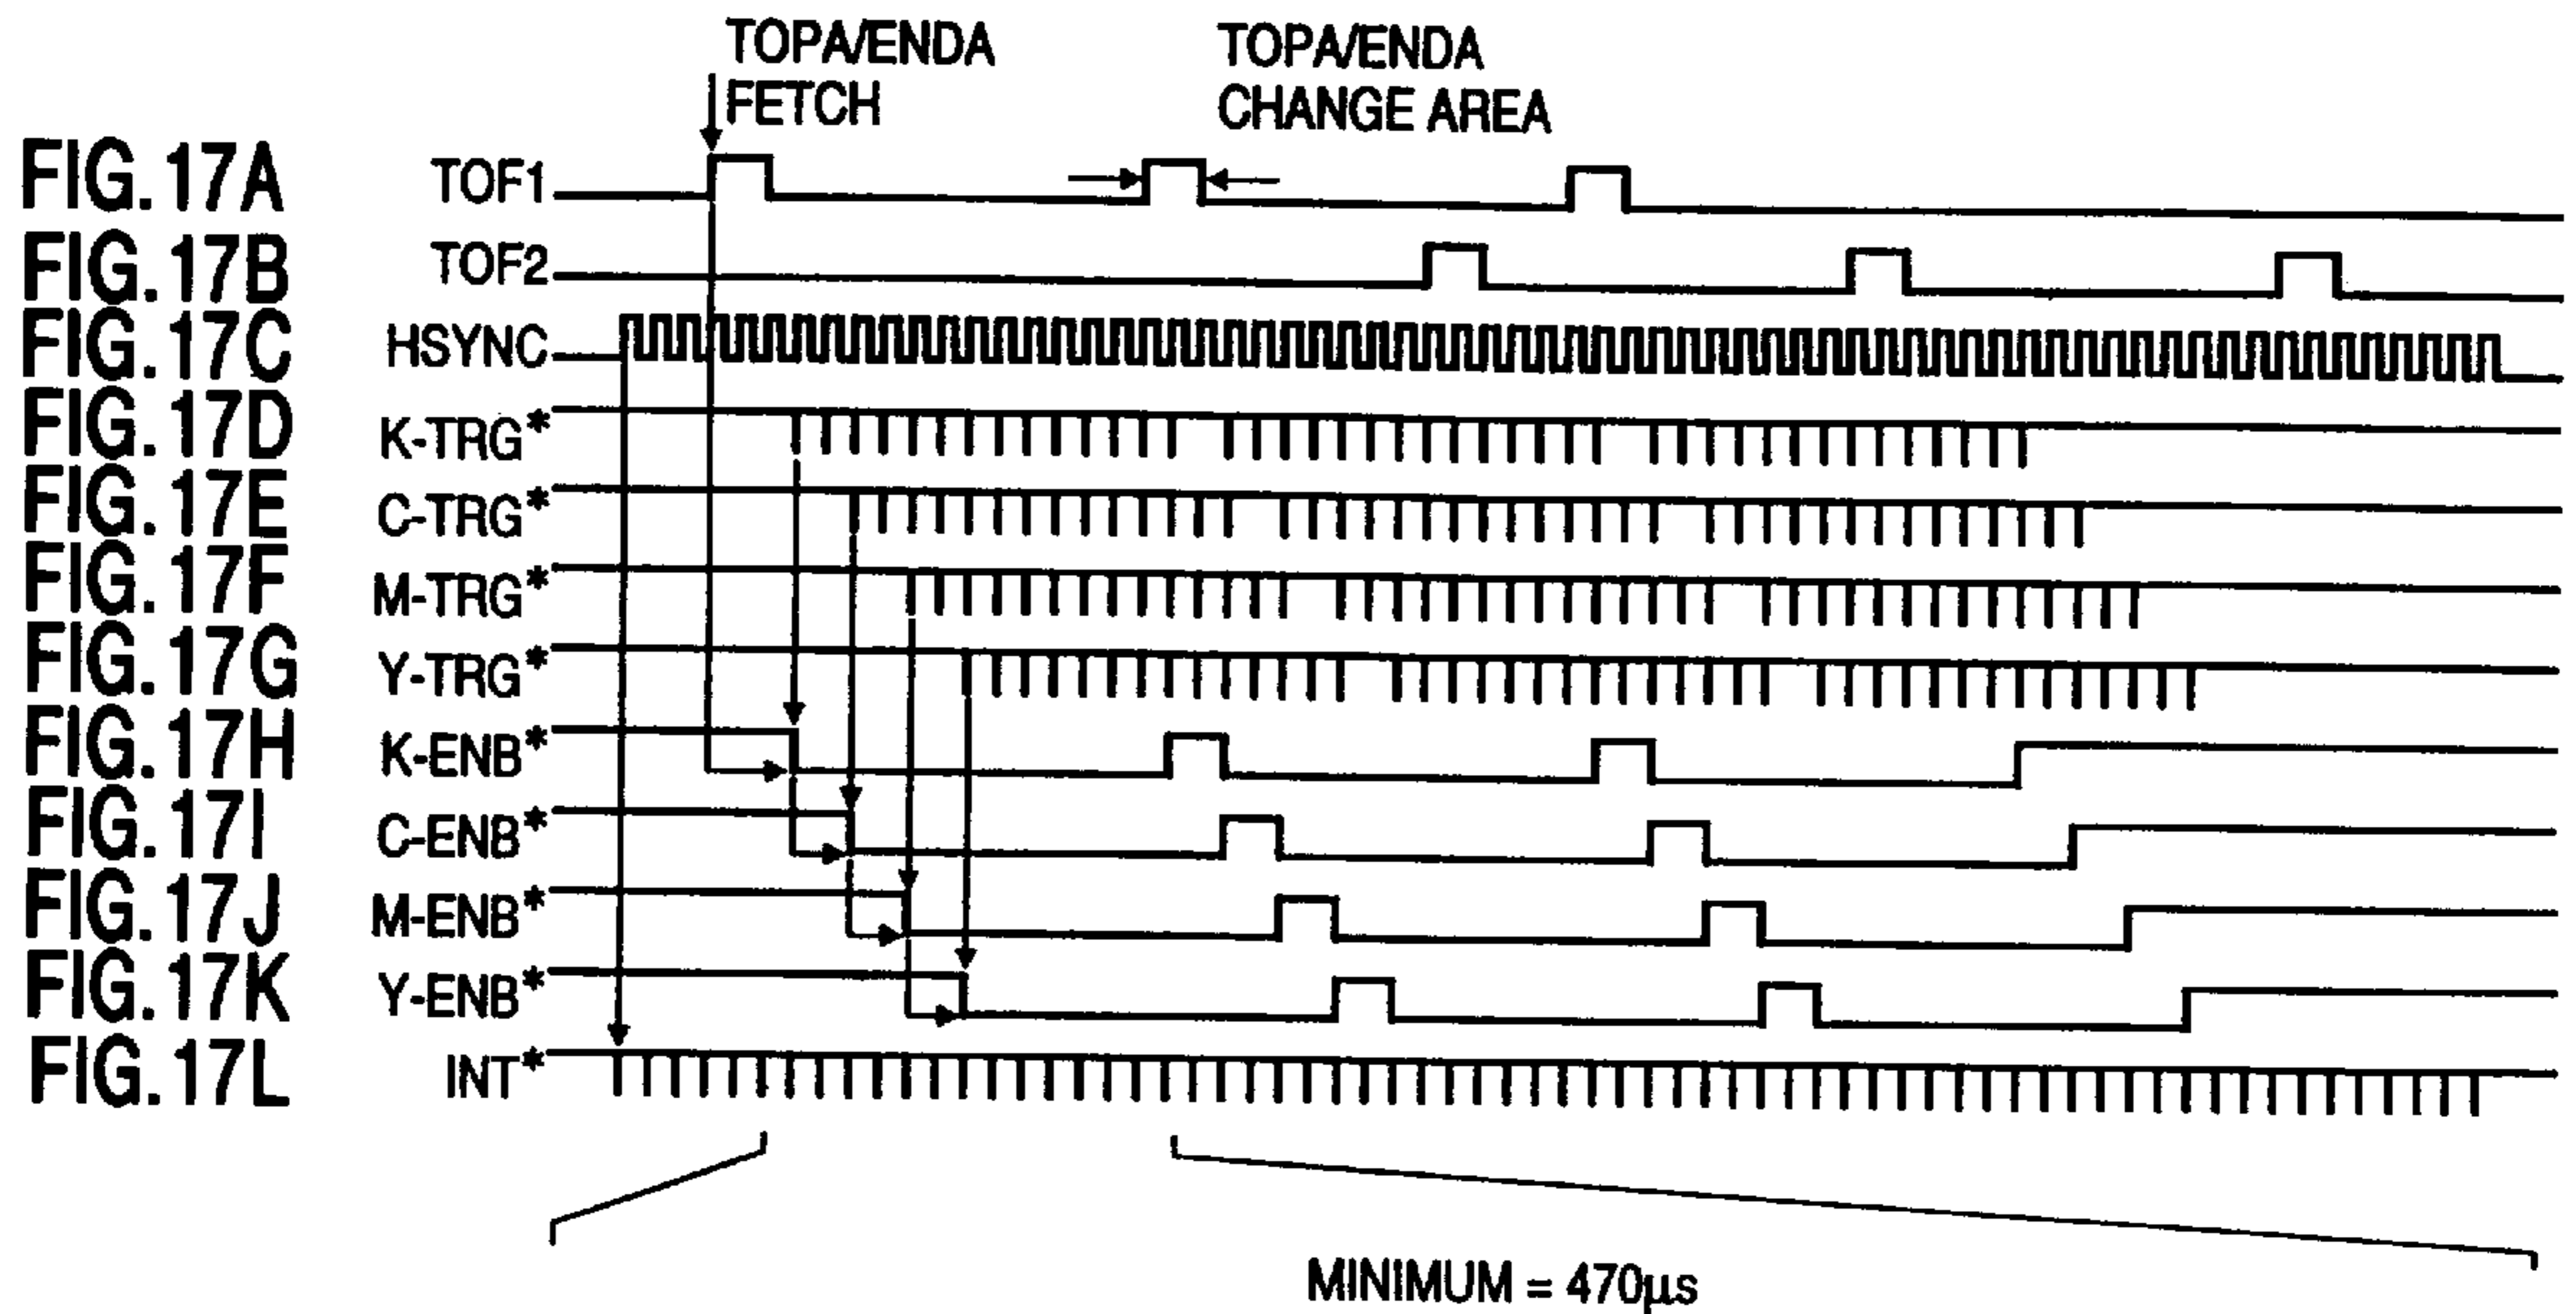 TOPA/ENDA
FETCH
TOPA/ENDA
CHANGE AREA
FIG. 17A TOF1
FIG. 17B TOF2
FIG. 17C HSYNC
FIG. 17D K-TRG*
FIG. 17E C-TRG*
FIG. 17F M-TRG*
FIG. 17G Y-TRG*
FIG. 17H K-ENB*
FIG. 17I C-ENB*
FIG. 17J M-ENB*
FIG. 17K Y-ENB*
FIG. 17L INT*
MINIMUM = 470µs